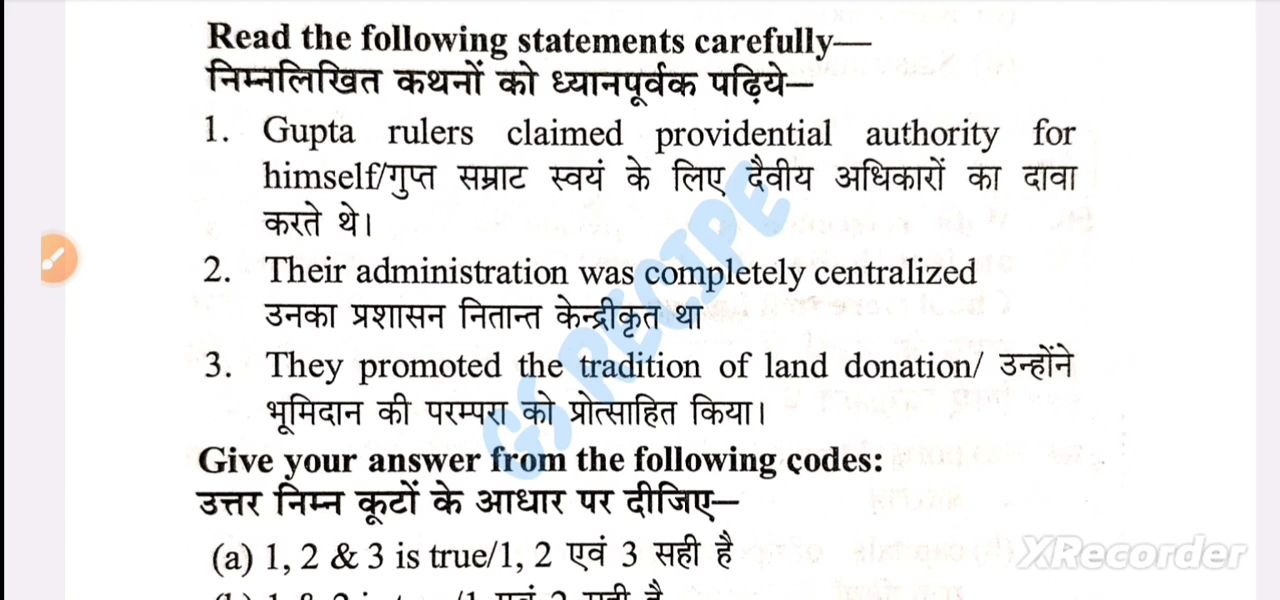 Read the following statements carefully—
निम्नलिखित कथनों को ध्यानपूर्वक पढ़िये—
1. Gupta rulers claimed providential authority for
himself/गुप्त सम्राट स्वयं के लिए दैवीय अधिकारों का दावा
करते थे।
2. Their administration was completely centralized
उनका प्रशासन नितान्त केन्द्रीकृत था
3. They promoted the tradition of land donation/ उन्होंने
भूमिदान की परम्परा को प्रोत्साहित किया।
GS RECIPE
Give your answer from the following codes:
उत्तर निम्न कूटों के आधार पर दीजिए—
(a) 1, 2 & 3 is true/1, 2 एवं 3 सही है
XRecorder